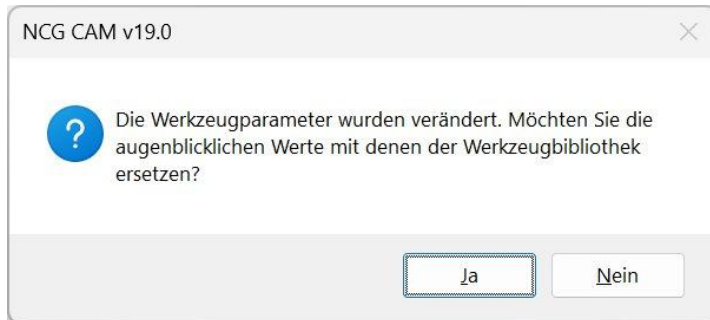 NCG CAM v19.0
Die Werkzeugparameter wurden verändert. Möchten Sie die
augenblicklichen Werte mit denen der Werkzeugbibliothek
ersetzen?
Ja
Nein